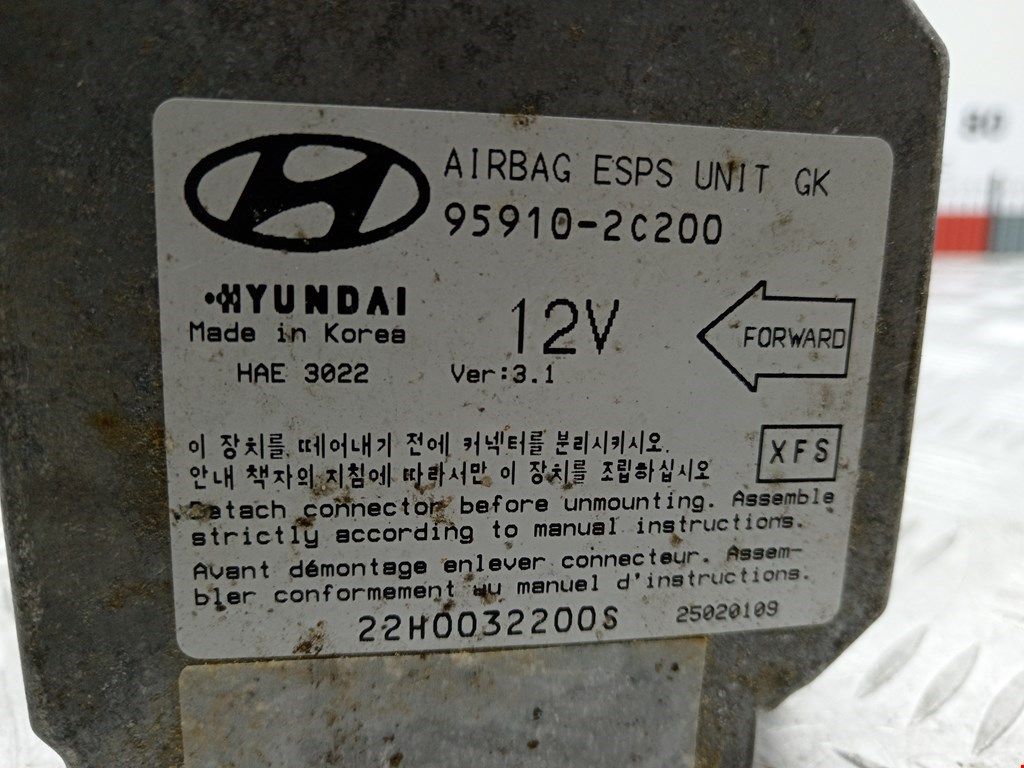 AIRBAG ESPS UNIT GK
95910-2C200
HYUNDAI
Made in Korea
12V
FORWARD
HAE 3022
Ver:3.1
이 장치를 떼어내기 전에 커넥터를 분리시키시오.
안내 책자의 지침에 따라서만 이 장치를 조립하십시오
XFS
Detach connector before unmounting. Assemble
strictly according to manual instructions.
Avant démontage enlever connecteur. Assem-
bler conformement au manuel d'instructions.
22H0032200S
25020109